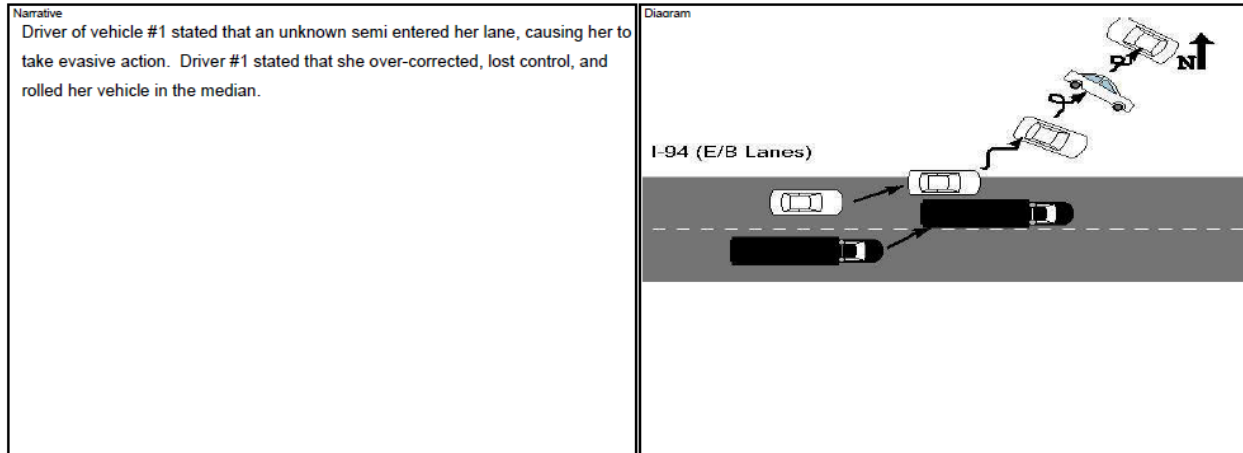 Narrative
Driver of vehicle #1 stated that an unknown semi entered her lane, causing her to
take evasive action.  Driver #1 stated that she over-corrected, lost control, and
rolled her vehicle in the median.
Diagram
N
I-94 (E/B Lanes)